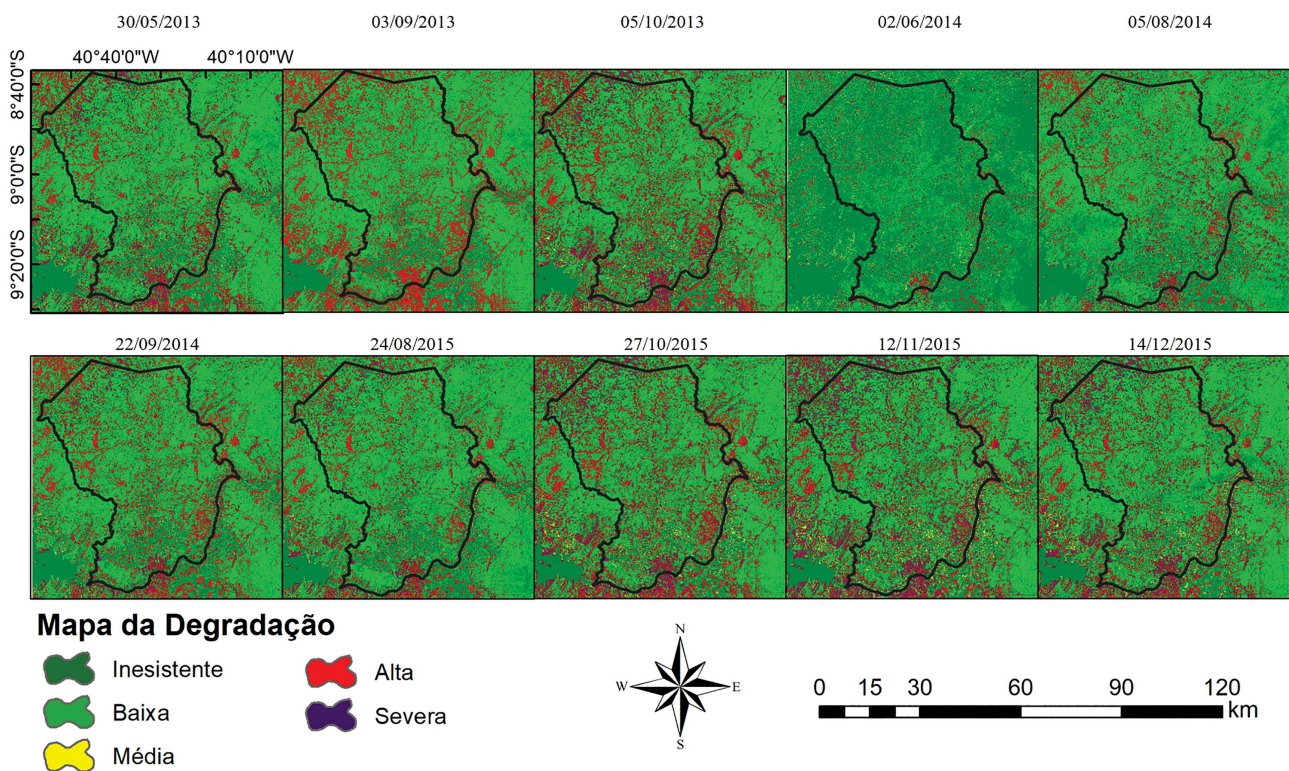 30/05/2013
03/09/2013
05/10/2013
02/06/2014
05/08/2014
40°40'0"W
40°10'0"W
8°40'0"S
9°0'0"S
9°20'0"S
22/09/2014
24/08/2015
27/10/2015
12/11/2015
14/12/2015
Mapa da Degradação
Inesistente
Baixa
Média
Alta
Severa
N
W
E
S
0 15 30 60 90 120
km